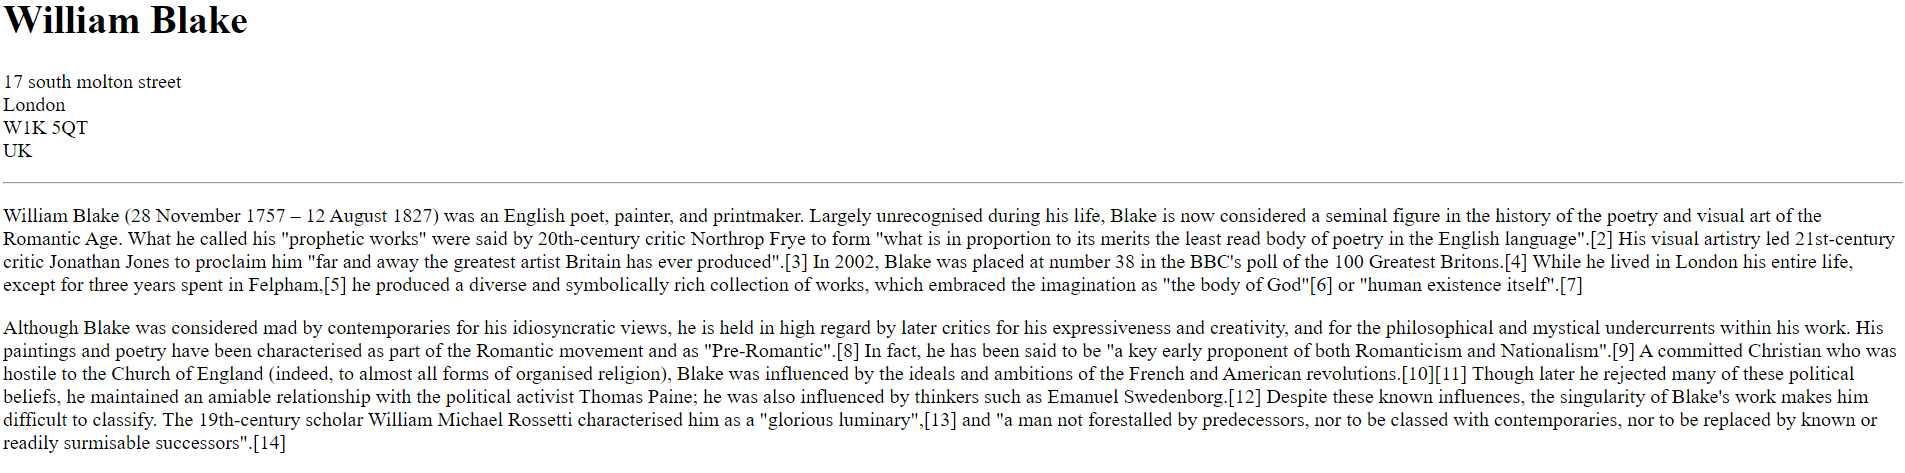 William Blake
17 south molton street
London
W1K 5QT
UK
William Blake (28 November 1757 – 12 August 1827) was an English poet, painter, and printmaker. Largely unrecognised during his life, Blake is now considered a seminal figure in the history of the poetry and visual art of the
Romantic Age. What he called his "prophetic works" were said by 20th-century critic Northrop Frye to form "what is in proportion to its merits the least read body of poetry in the English language".[2] His visual artistry led 21st-century
critic Jonathan Jones to proclaim him "far and away the greatest artist Britain has ever produced".[3] In 2002, Blake was placed at number 38 in the BBC's poll of the 100 Greatest Britons.[4] While he lived in London his entire life,
except for three years spent in Felpham,[5] he produced a diverse and symbolically rich collection of works, which embraced the imagination as "the body of God"[6] or "human existence itself".[7]
Although Blake was considered mad by contemporaries for his idiosyncratic views, he is held in high regard by later critics for his expressiveness and creativity, and for the philosophical and mystical undercurrents within his work. His
paintings and poetry have been characterised as part of the Romantic movement and as "Pre-Romantic".[8] In fact, he has been said to be "a key early proponent of both Romanticism and Nationalism".[9] A committed Christian who was
hostile to the Church of England (indeed, to almost all forms of organised religion), Blake was influenced by the ideals and ambitions of the French and American revolutions.[10][11] Though later he rejected many of these political
beliefs, he maintained an amiable relationship with the political activist Thomas Paine; he was also influenced by thinkers such as Emanuel Swedenborg.[12] Despite these known influences, the singularity of Blake's work makes him
difficult to classify. The 19th-century scholar William Michael Rossetti characterised him as a "glorious luminary",[13] and "a man not forestalled by predecessors, nor to be classed with contemporaries, nor to be replaced by known or
readily surmisable successors".[14]